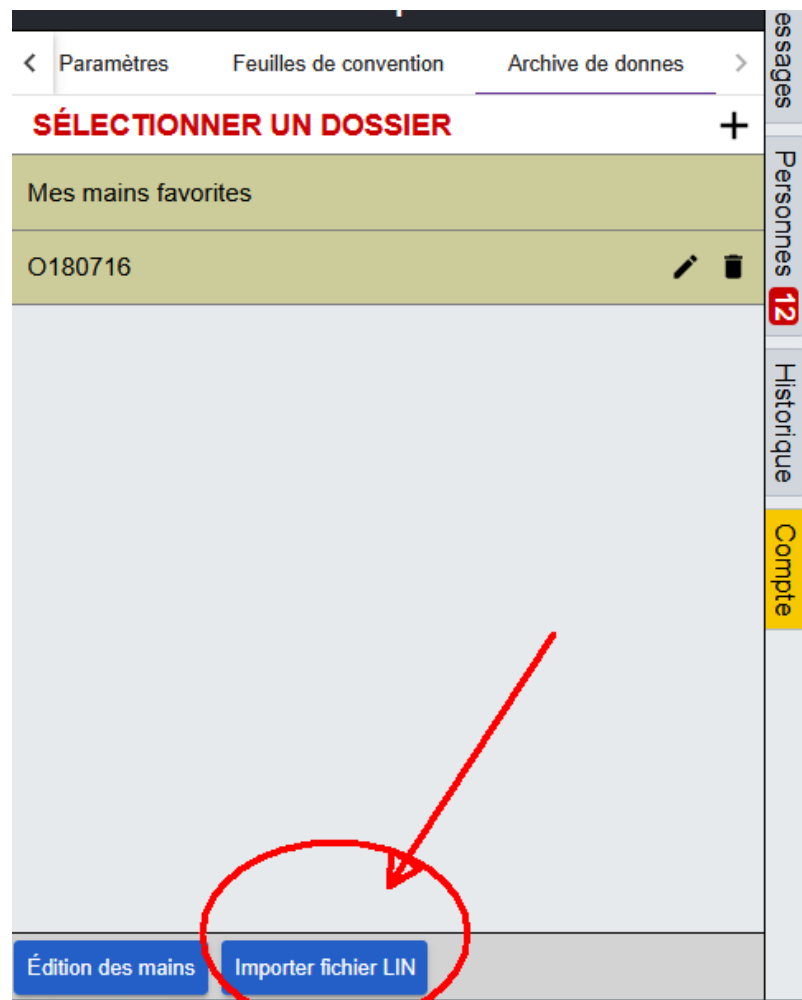 Paramètres Feuilles de convention Archive de donnes
SÉLECTIONNER UN DOSSIER
Mes mains favorites
O180716
Édition des mains Importer fichier LIN
essages
Personnes 12
Historique
Compte